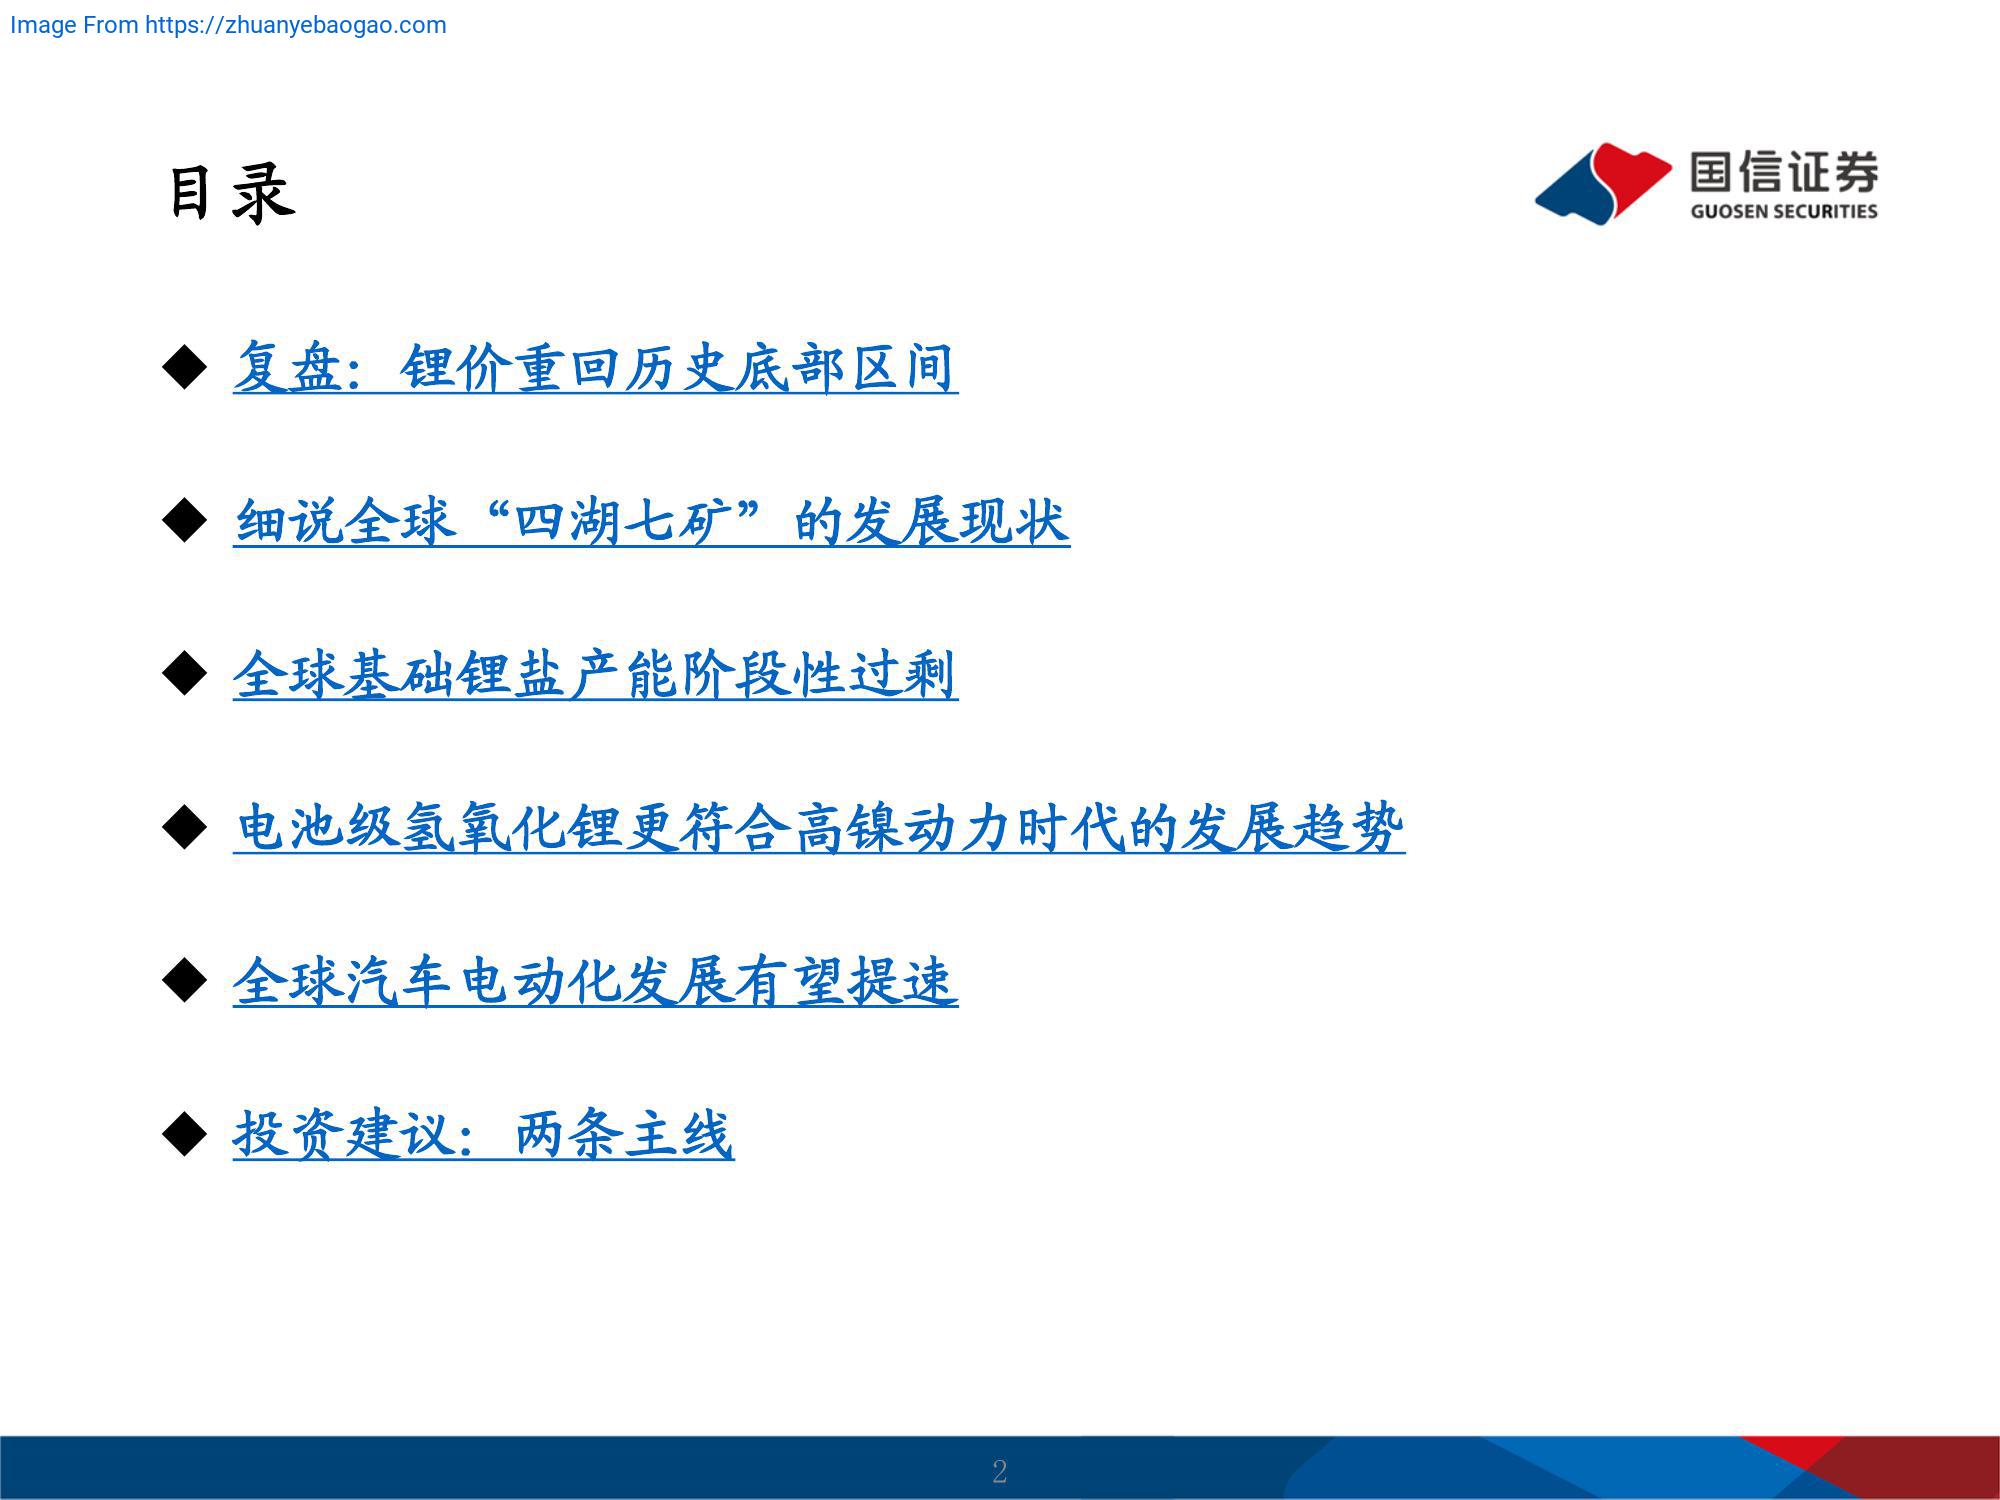 Image From https://zhuanyebaogao.com
目录
国信证券
GUOSEN SECURITIES
◆ 复盘：锂价重回历史底部区间
◆ 细说全球“四湖七矿”的发展现状
◆ 全球基础锂盐产能阶段性过剩
◆ 电池级氢氧化锂更符合高镍动力时代的发展趋势
◆ 全球汽车电动化发展有望提速
◆ 投资建议：两条主线
2